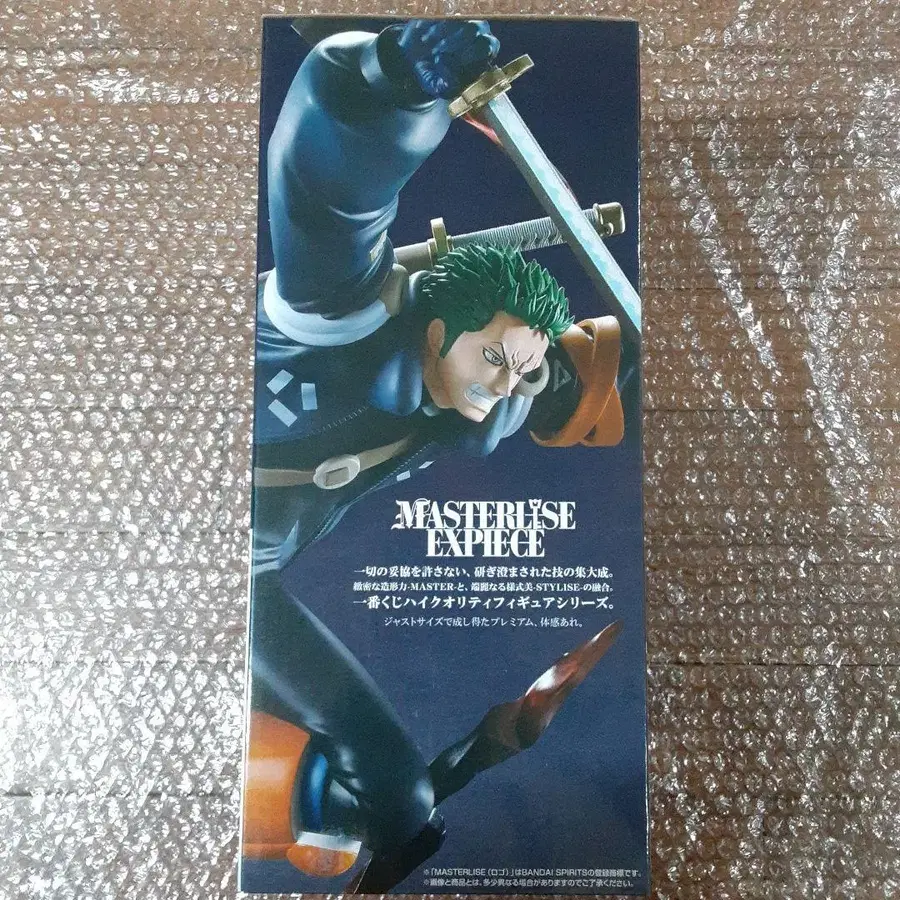 MASTERLISE
EXPIECE
一切の妥協を許さない、研ぎ澄まされた技の集大成。
緻密な造形力-MASTER-と、端麗なる様式美-STYLISE-の融合。
一番くじハイクオリティフィギュアシリーズ。
ジャストサイズで成し得たプレミアム、体感あれ。
※「MASTERLISE(ロゴ)」はBANDAI SPIRITSの登録商標です。
※画像と商品とは、多少異なる場合がありますのでご了承ください。